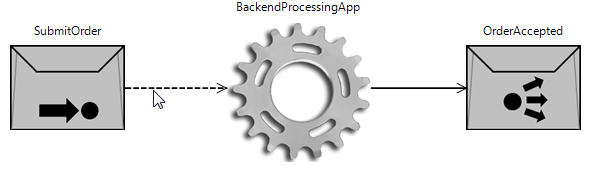 SubmitOrder
BackendProcessingApp
OrderAccepted